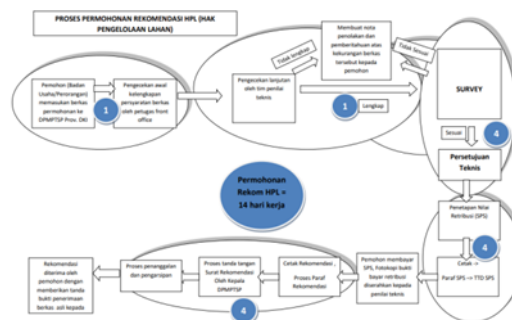 PROSES PERMOHONAN REKOMENDASI HPL (HAK
PENGELOLAAN LAHAN)
Pemohon (Badan
Usaha/Perorangan)
memasukan berkas
permohonan ke
DPMPTSP Prov. DKI
1
Pengecekan awal
kelengkapan
persyaratan berkas
oleh petugas front
office
Pengecekan lanjutan
oleh tim penilai
teknis
Tidak lengkap
Membuat nota
penolakan dan
pemberitahuan atas
kekurangan berkas
tersebut kepada
pemohon
1
Lengkap
Tidak Sesuai
SURVEY
Sesuai
4
Persetujuan
Teknis
Penetapan Nilai
Retribusi (SPS)
4
Cetak ->
Paraf SPS -> TTD SPS
Permohonan
Rekom HPL =
14 hari kerja
Pemohon membayar
SPS, Fotokopi bukti
bayar retribusi
diserahkan kepada
penilai teknis
Cetak Rekomendasi ,
Proses Paraf Rekomendasi
Proses tanda tangan
Surat Rekomendasi
Oleh Kepala
DPMPTSP
4
Proses penanggalan
dan pengarsipan
Rekomendasi
diterima oleh
pemohon dengan
memberikan tanda
bukti penerimaan
berkas asli kepada